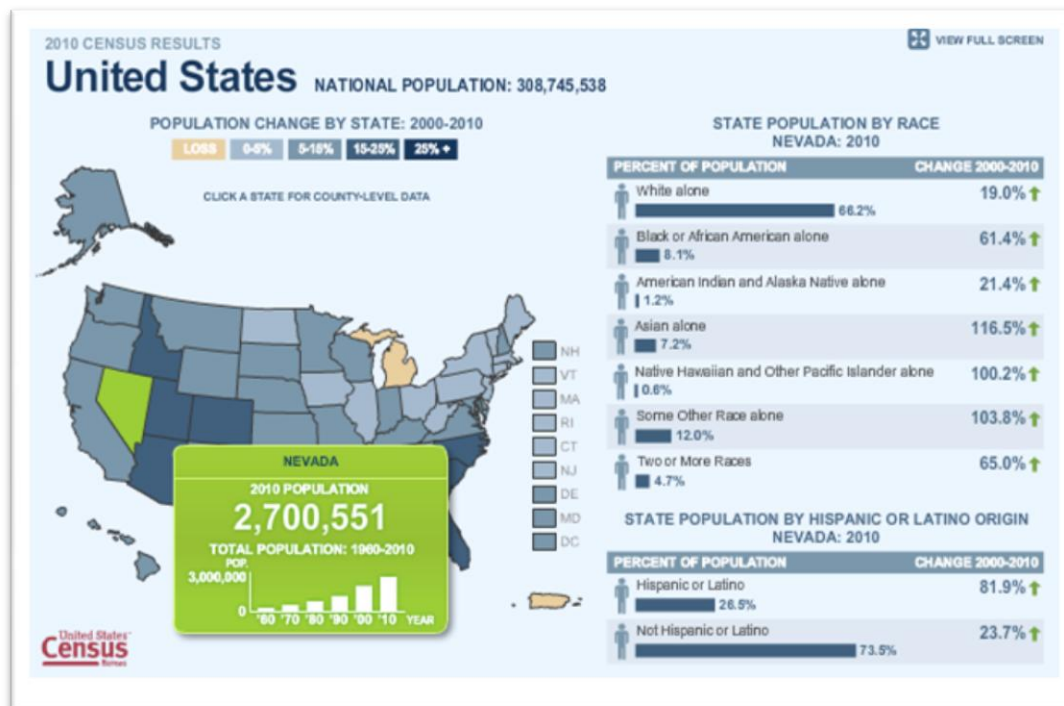 2010 CENSUS RESULTS
VIEW FULL SCREEN
United States NATIONAL POPULATION: 308,745,538
POPULATION CHANGE BY STATE: 2000-2010
LOSS 0-5% 5-15% 15-25% 25% +
CLICK A STATE FOR COUNTY-LEVEL DATA
NH
VT
MA
RI
CT
NJ
DE
MD
DC
NEVADA
2010 POPULATION
2,700,551
TOTAL POPULATION: 1960-2010
POP.
3,000,000
0
'60 '70 '80 '90 '00 '10 YEAR
United States
Census
Bureau
STATE POPULATION BY RACE
NEVADA: 2010
PERCENT OF POPULATION CHANGE 2000-2010
White alone 19.0%
66.2%
Black or African American alone 61.4%
8.1%
American Indian and Alaska Native alone 21.4%
1.2%
Asian alone 116.5%
7.2%
Native Hawaiian and Other Pacific Islander alone 100.2%
0.6%
Some Other Race alone 103.8%
12.0%
Two or More Races 65.0%
4.7%
STATE POPULATION BY HISPANIC OR LATINO ORIGIN
NEVADA: 2010
PERCENT OF POPULATION CHANGE 2000-2010
Hispanic or Latino 81.9%
26.5%
Not Hispanic or Latino 23.7%
73.5%